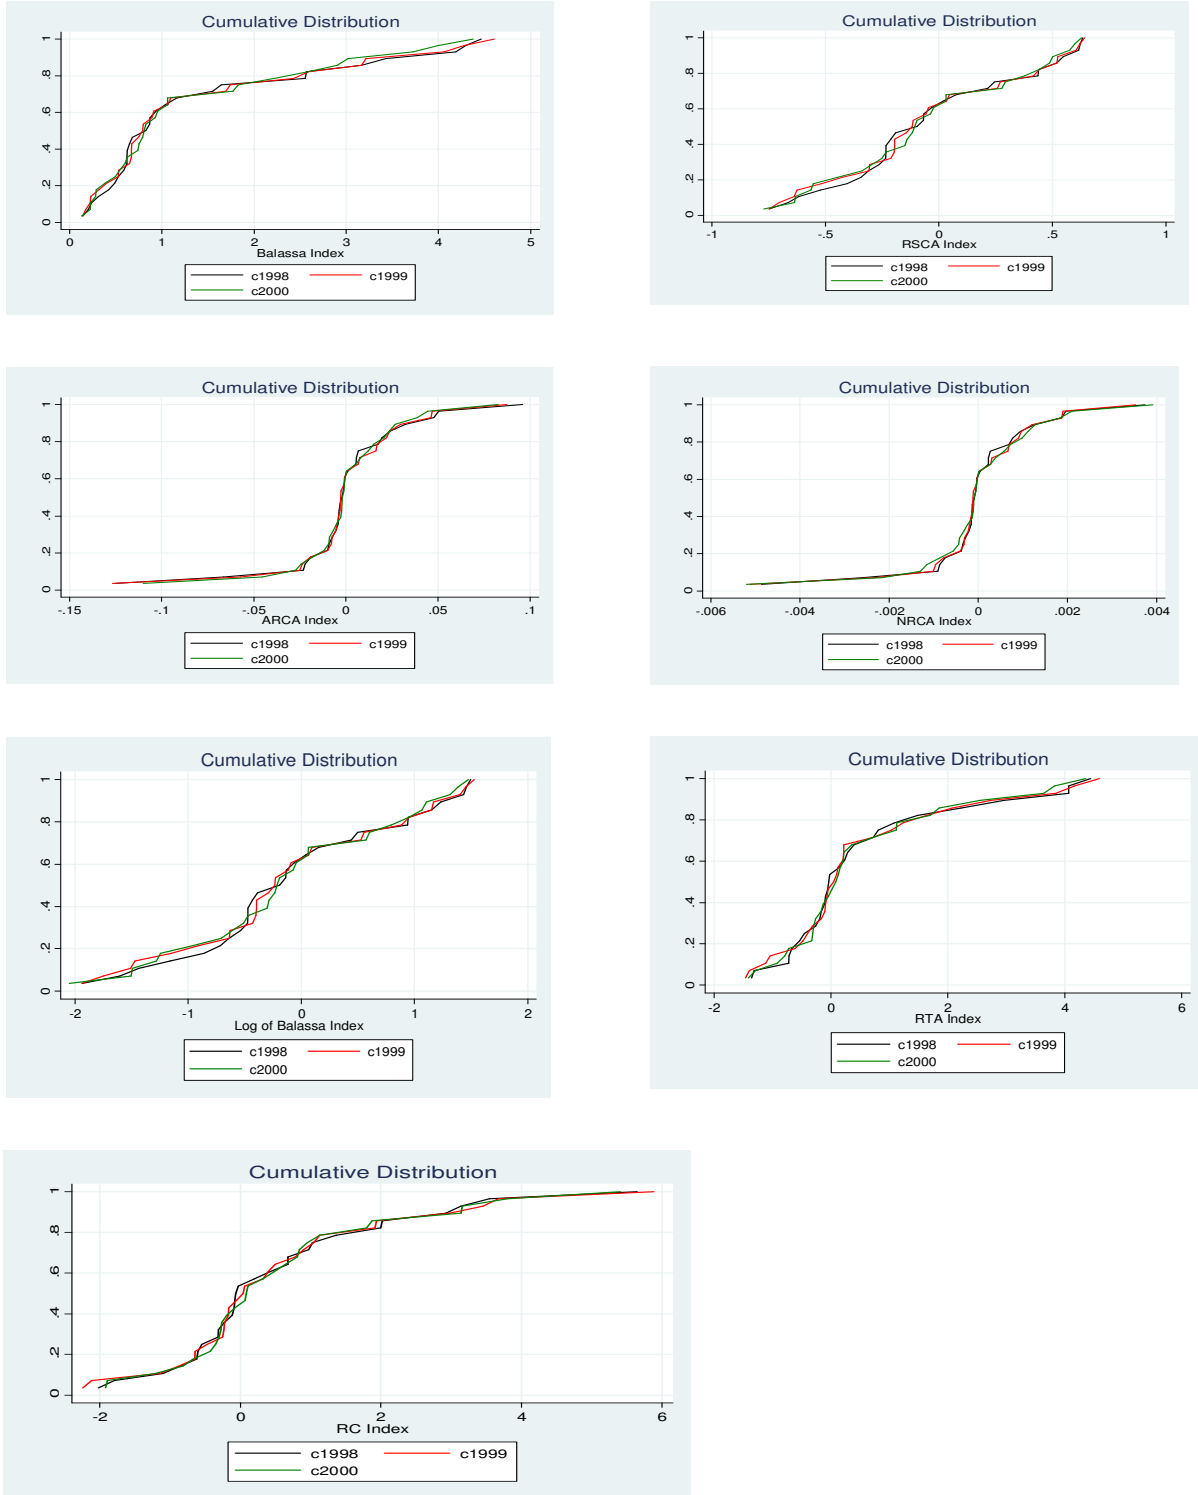 Cumulative Distribution
1
.8
.6
.4
.2
0
0 1 2 3 4 5
Balassa Index
c1998 c1999
c2000
Cumulative Distribution
1
.8
.6
.4
.2
0
-1 -.5 0 .5 1
RSCA Index
c1998 c1999
c2000
Cumulative Distribution
1
.8
.6
.4
.2
0
-.15 -.1 -.05 0 .05 .1
ARCA Index
c1998 c1999
c2000
Cumulative Distribution
1
.8
.6
.4
.2
0
-.006 -.004 -.002 0 .002 .004
NRCA Index
c1998 c1999
c2000
Cumulative Distribution
1
.8
.6
.4
.2
0
-2 -1 0 1 2
Log of Balassa Index
c1998 c1999
c2000
Cumulative Distribution
1
.8
.6
.4
.2
0
-2 0 2 4 6
RTA Index
c1998 c1999
c2000
Cumulative Distribution
1
.8
.6
.4
.2
0
-2 0 2 4 6
RC Index
c1998 c1999
c2000